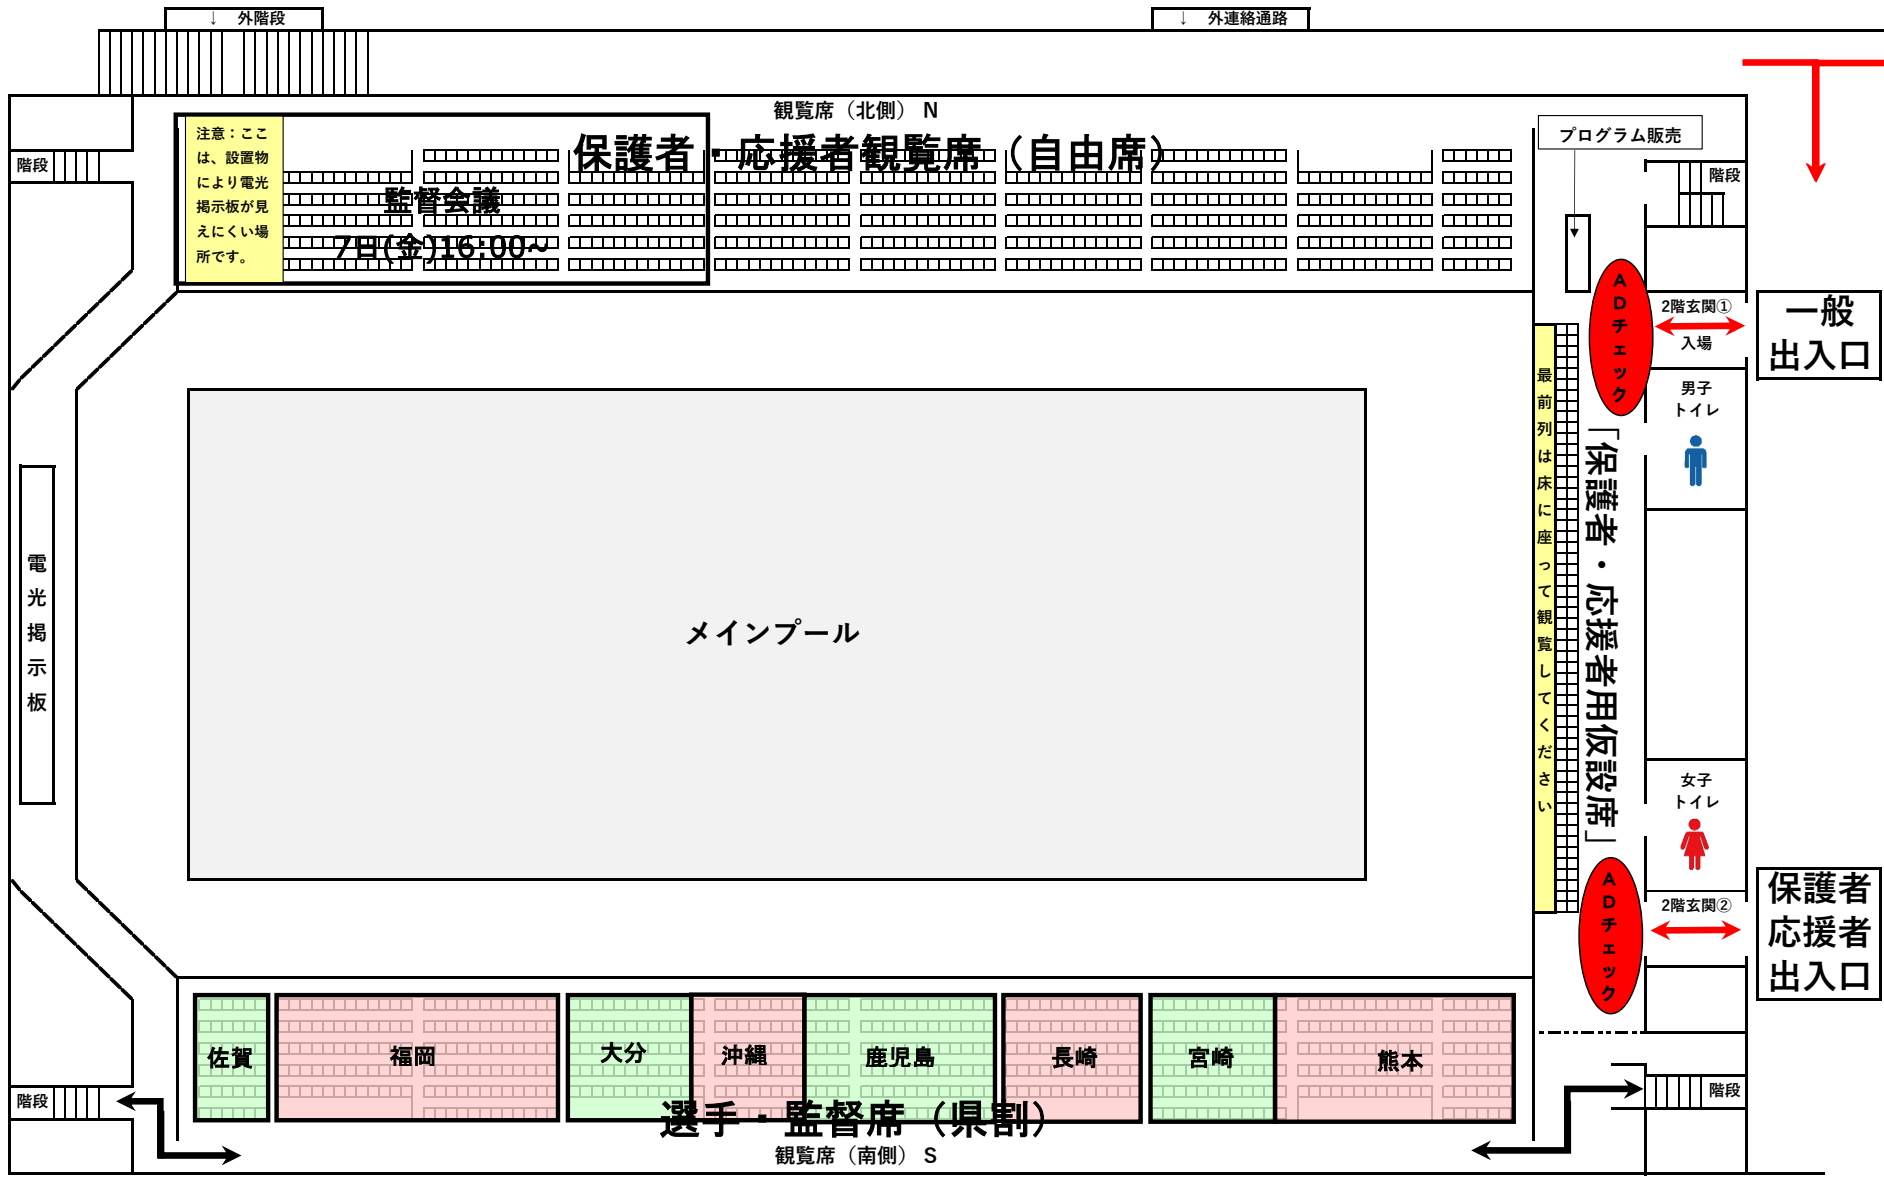 ↓　外階段
↓　外連絡通路
観覧席（北側）N
保護者・応援者観覧席（自由席）
注意：ここ
は、設置物
により電光
掲示板が見
えにくい場
所です。
監督会議
7日(金)16:00~
プログラム販売
階段
階段
ADチェック
2階玄関①
入場
一般
出入口
男子
トイレ
最前列は床に座って観覧してください
「保護者・応援者用仮設席」
電光掲示板
メインプール
女子
トイレ
ADチェック
2階玄関②
保護者
応援者
出入口
佐賀
福岡
大分
沖縄
鹿児島
長崎
宮崎
熊本
階段
階段
選手・監督席（県割）
観覧席（南側）S